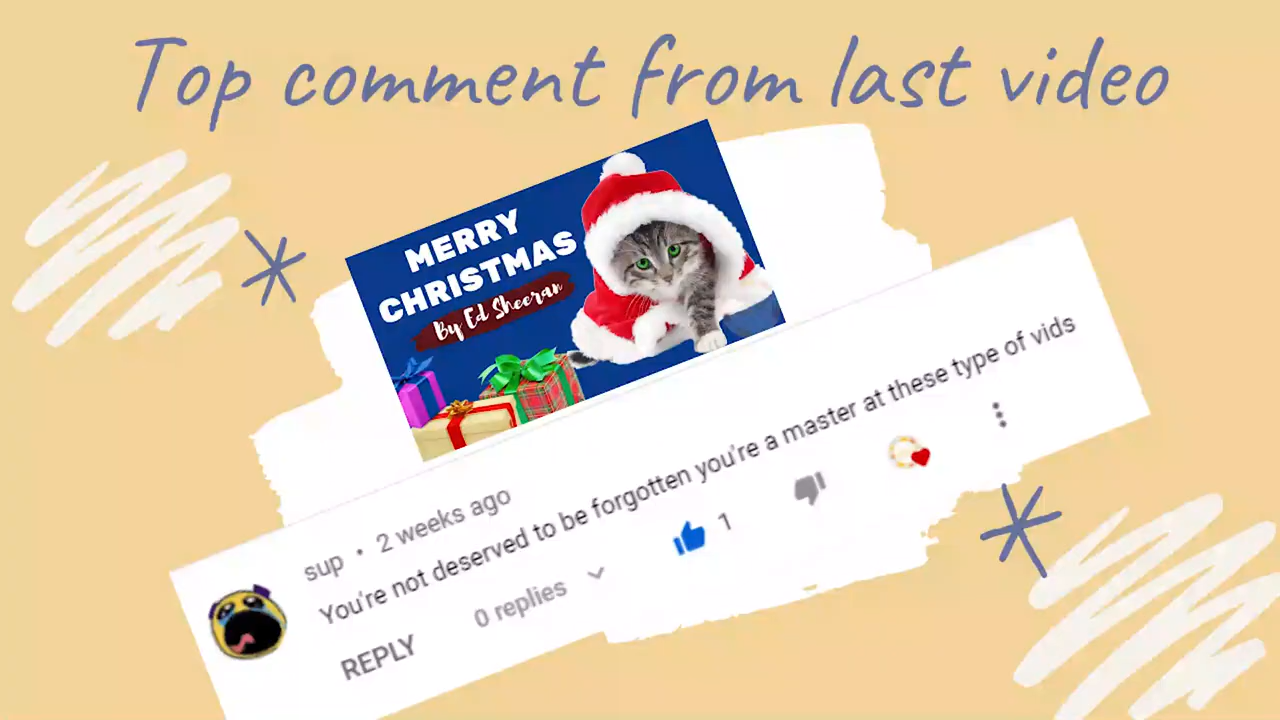 Top comment from last video
MERRY
CHRISTMAS
By Ed Sheeran
sup • 2 weeks ago
You're not deserved to be forgotten you're a master at these type of vids
0 replies
1
REPLY